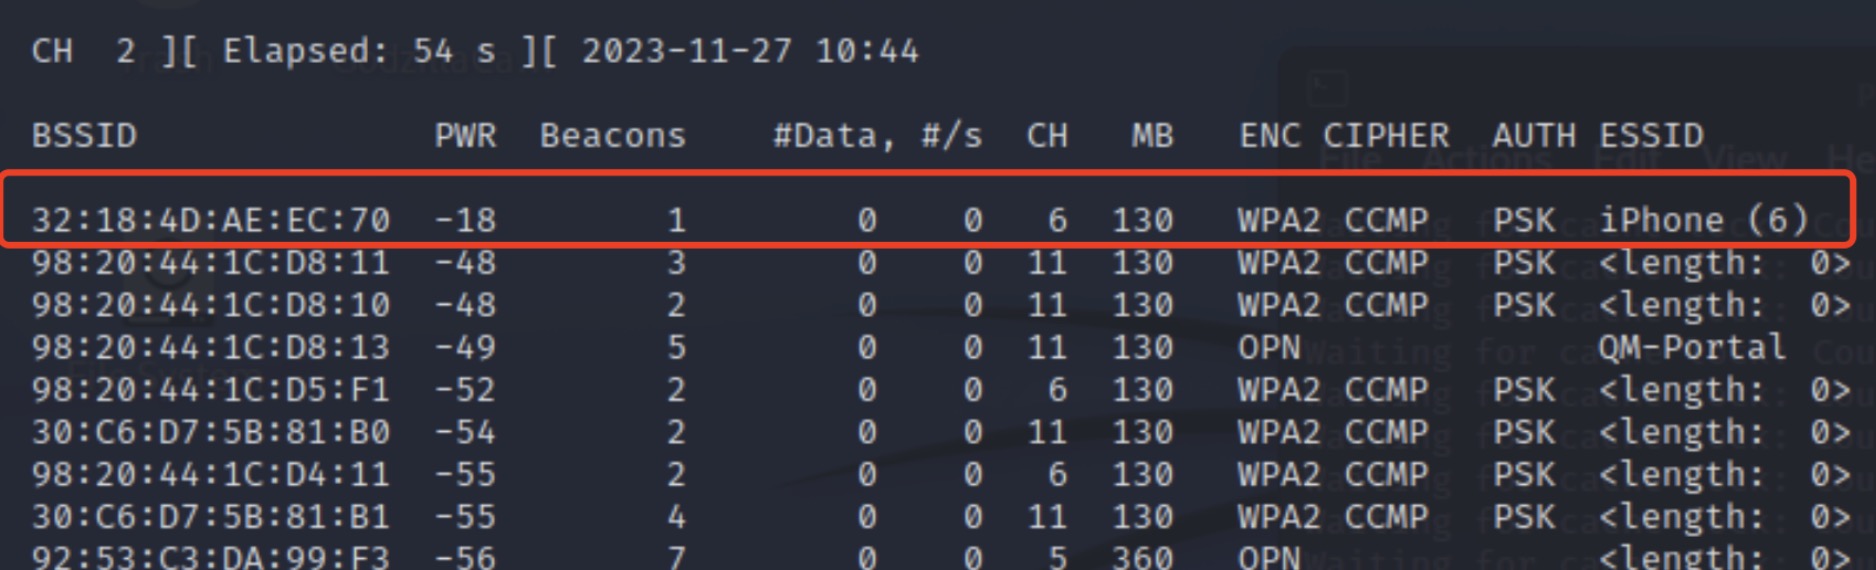 CH 2 ][ Elapsed: 54 s ][ 2023-11-27 10:44
BSSID PWR Beacons #Data, #/s CH MB ENC CIPHER AUTH ESSID
32:18:4D:AE:EC:70 -18 1 0 0 6 130 WPA2 CCMP PSK iPhone (6)
98:20:44:1C:D8:11 -48 3 0 0 11 130 WPA2 CCMP PSK <length: 0>
98:20:44:1C:D8:10 -48 2 0 0 11 130 WPA2 CCMP PSK <length: 0>
98:20:44:1C:D8:13 -49 5 0 0 11 130 OPN QM-Portal
98:20:44:1C:D5:F1 -52 2 0 0 6 130 WPA2 CCMP PSK <length: 0>
30:C6:D7:5B:81:B0 -54 2 0 0 11 130 WPA2 CCMP PSK <length: 0>
98:20:44:1C:D4:11 -55 2 0 0 6 130 WPA2 CCMP PSK <length: 0>
30:C6:D7:5B:81:B1 -55 4 0 0 11 130 WPA2 CCMP PSK <length: 0>
92:53:C3:DA:99:F3 -56 7 0 0 5 360 OPN <length: 0>
File Actions Edit View